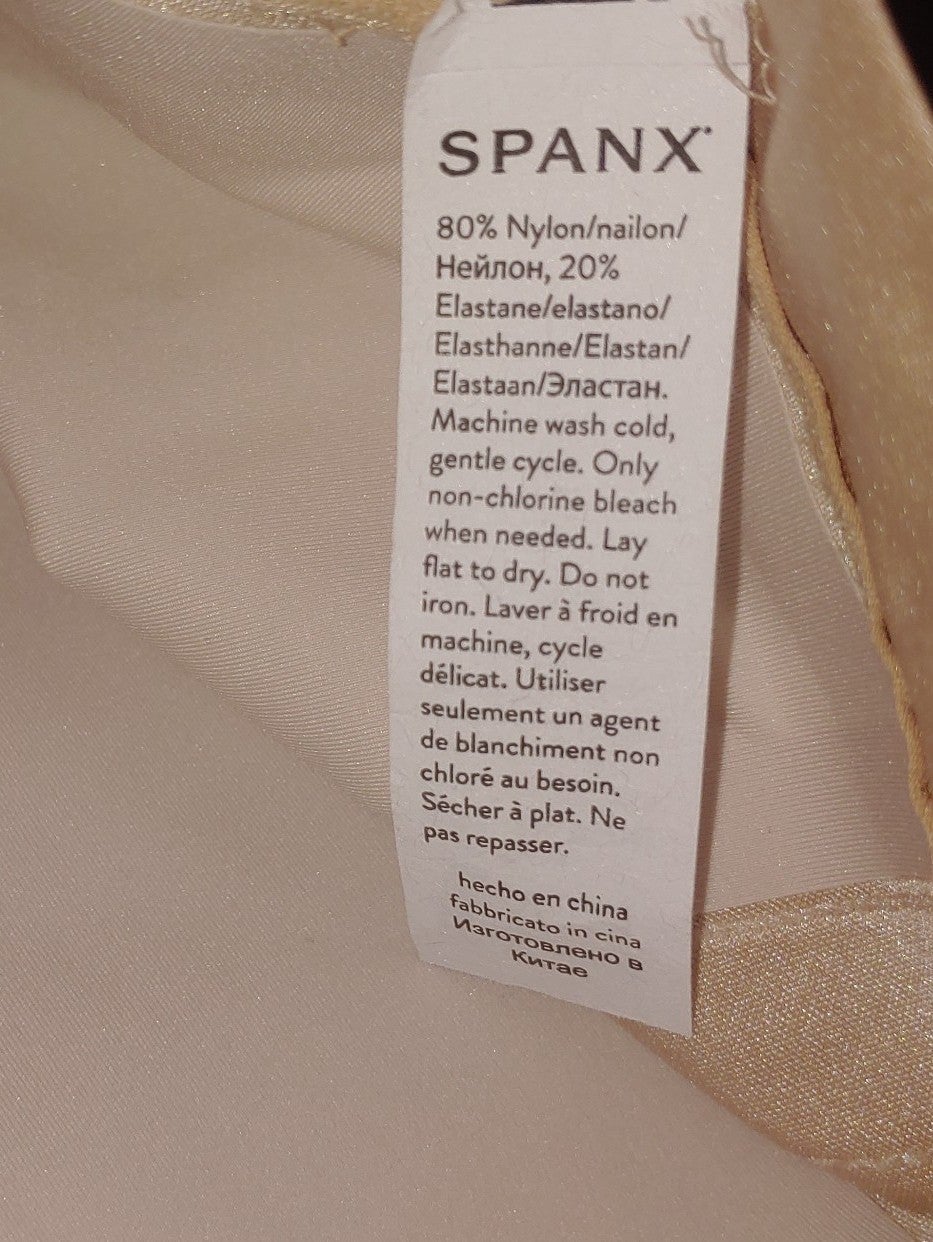 SPANX
80% Nylon/nailon/
Нейлон, 20%
Elastane/elastano/
Elasthanne/Elastan/
Elastaan/Эластан.
Machine wash cold,
gentle cycle. Only
non-chlorine bleach
when needed. Lay
flat to dry. Do not
iron. Laver à froid en
machine, cycle
délicat. Utiliser
seulement un agent
de blanchiment non
chloré au besoin.
Sécher à plat. Ne
pas repasser.
hecho en china
fabbricato in cina
Изготовлено в
Китае